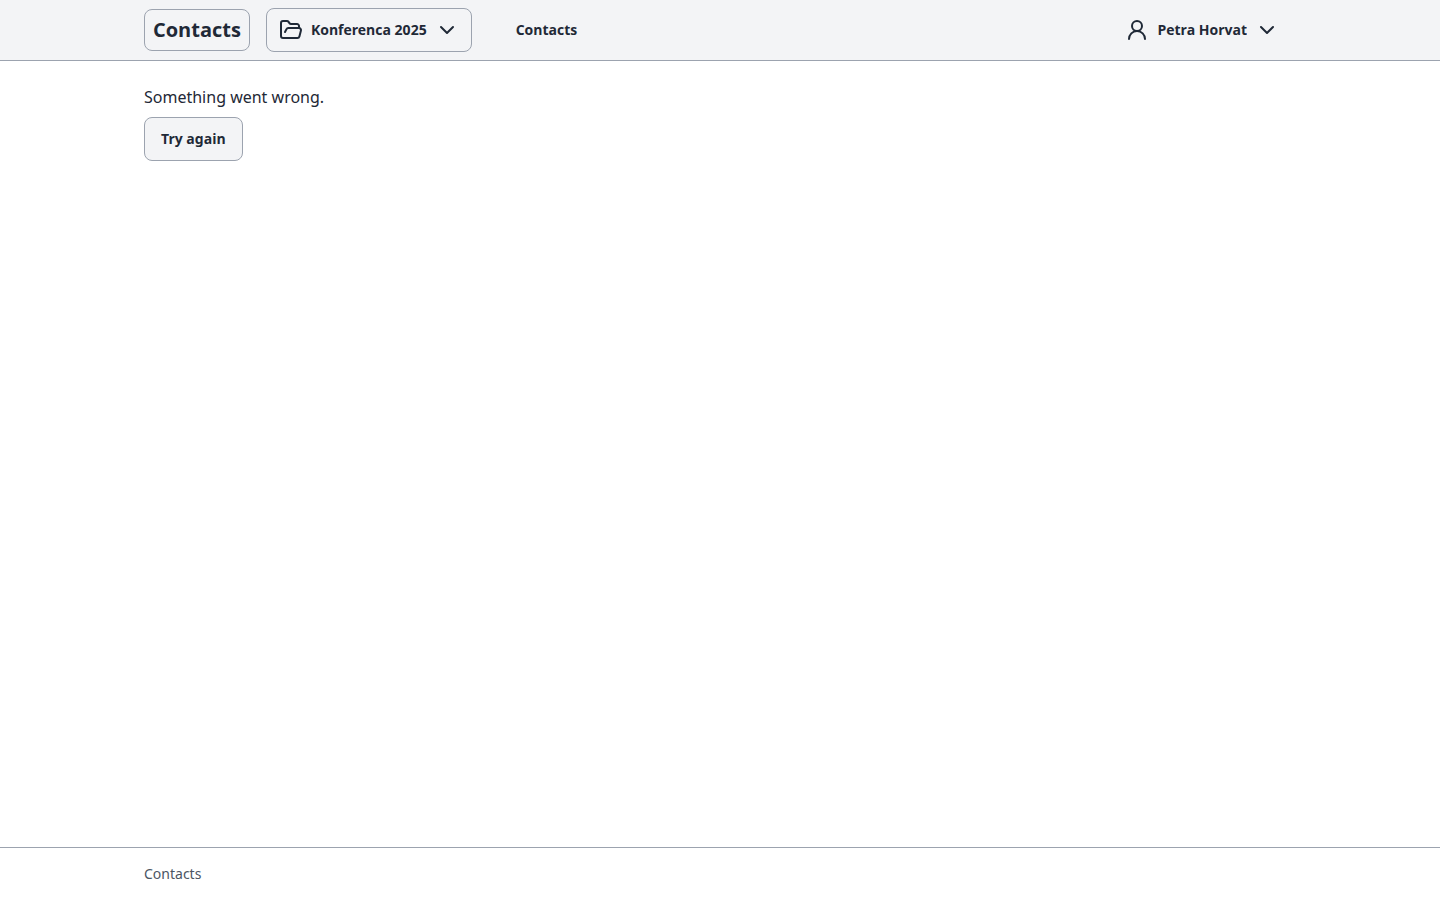 Contacts
Konferenca 2025
Contacts
Petra Horvat
Something went wrong.
Try again
Contacts